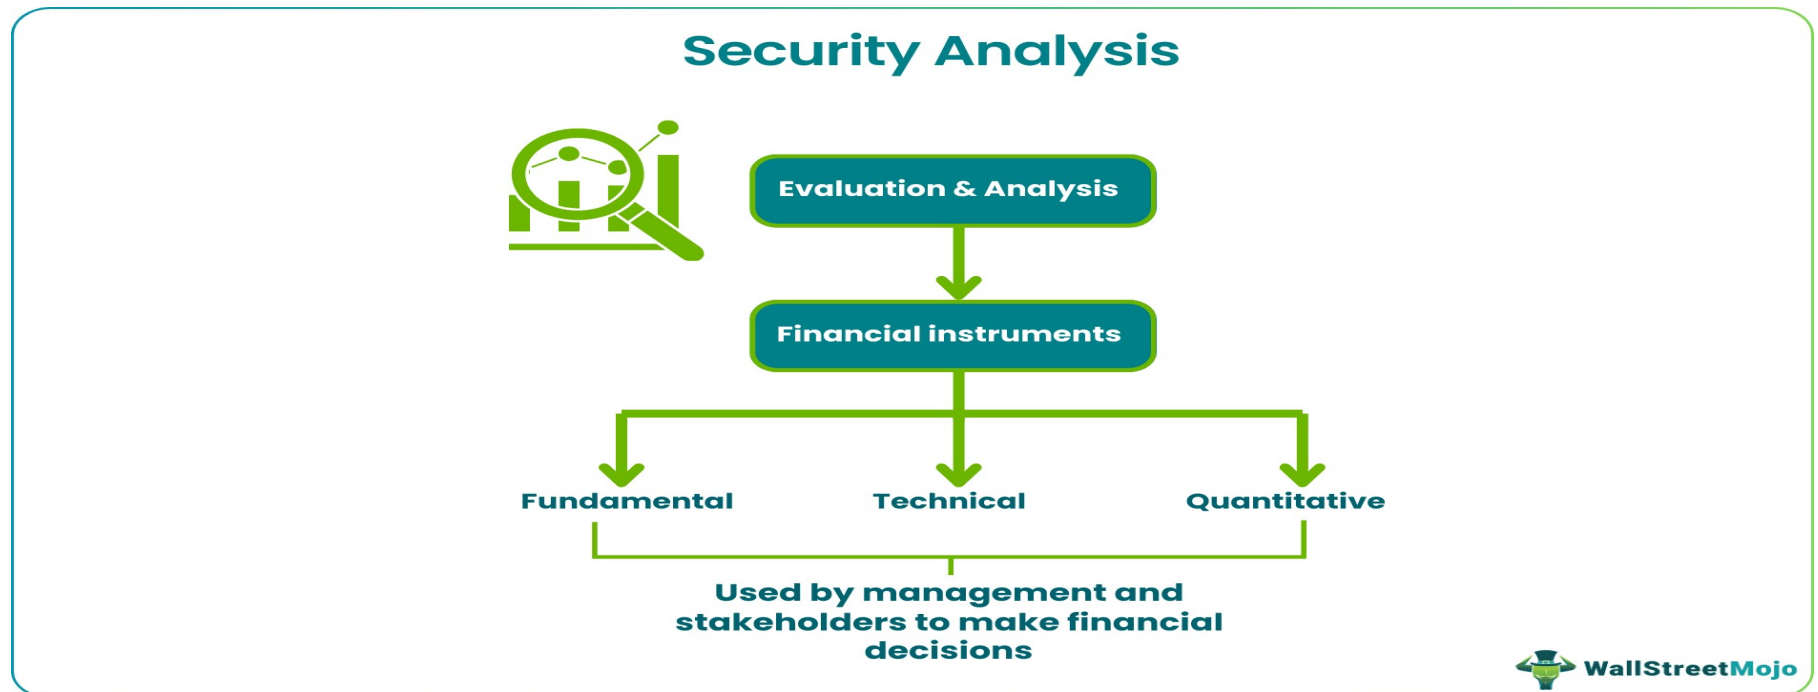 Security Analysis
Evaluation & Analysis
Financial instruments
Fundamental
Technical
Quantitative
Used by management and
stakeholders to make financial
decisions
WallStreetMojo